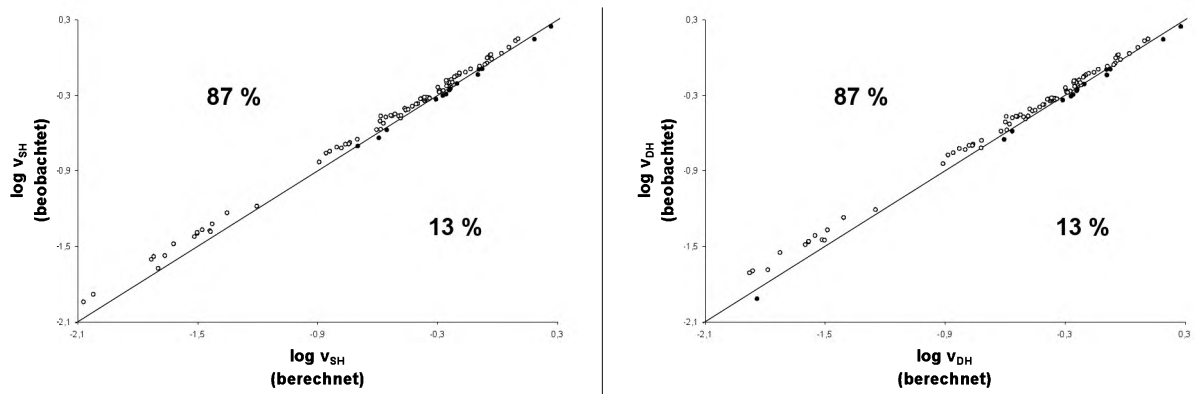 0.3
-0.3
-0.9
-1.5
-2.1
log vSH
(beobachtet)
87 %
13 %
-2.1 -1.5 -0.9 -0.3 0.3
log vSH
(berechnet)
0.3
-0.3
-0.9
-1.5
-2.1
log vDH
(beobachtet)
87 %
13 %
-2.1 -1.5 -0.9 -0.3 0.3
log vDH
(berechnet)